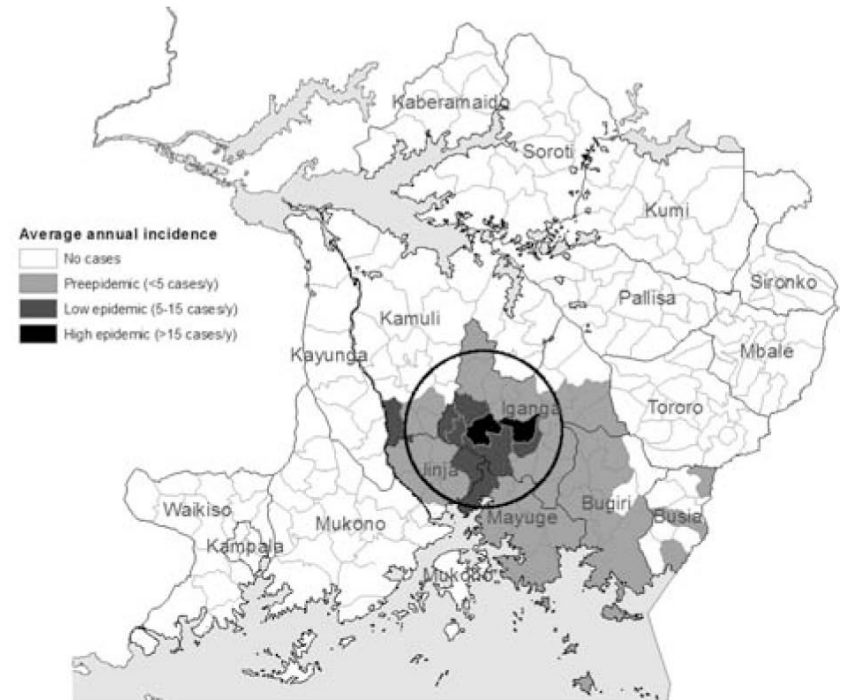 Kaberamaido
Soroti
Kumi
Average annual incidence
No cases
Preepidemic (<5 cases/y)
Low epidemic (5-15 cases/y)
High epidemic (>15 cases/y)
Sironko
Pallisa
Kamuli
Mbale
Kayunga
Iganga
Tororo
Jinja
Waikiso
Mukono
Mayuge
Bugiri
Busia
Kampala
Mukono